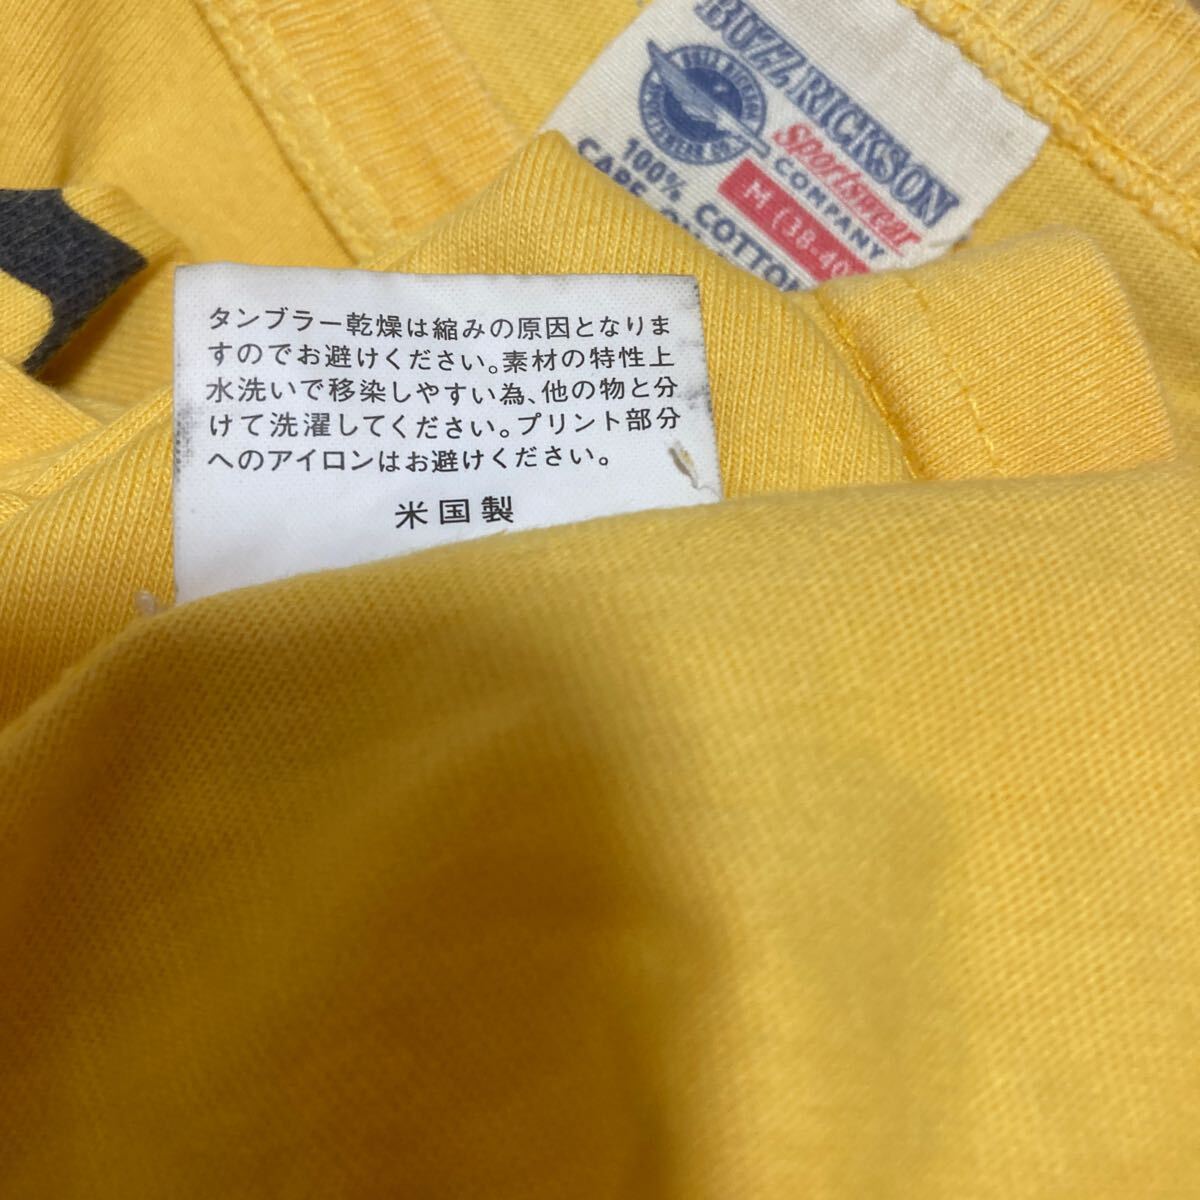 BUZZ RICKSON
Sportswear
COMPANY
M (38-40
100% COTTON
タンブラー乾燥は縮みの原因となりま
すのでお避けください。素材の特性上
水洗いで移染しやすい為、他の物と分
けて洗濯してください。プリント部分
へのアイロンはお避けください。
米国製